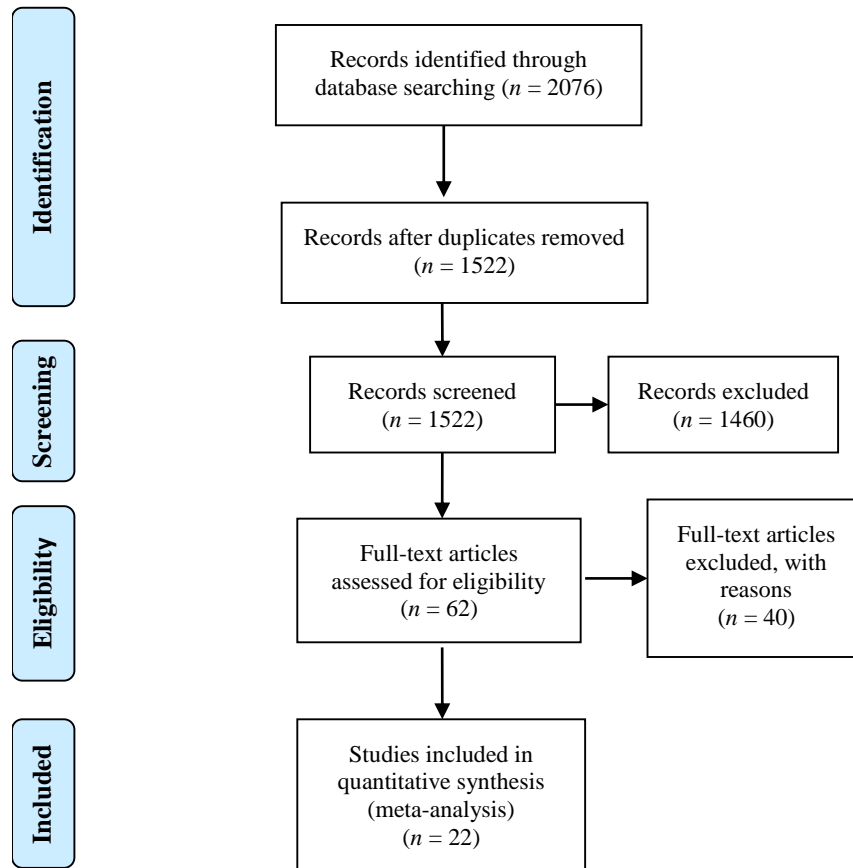 Identification
Records identified through
database searching (n = 2076)
Records after duplicates removed
(n = 1522)
Screening
Records screened
(n = 1522)
Records excluded
(n = 1460)
Eligibility
Full-text articles
assessed for eligibility
(n = 62)
Full-text articles
excluded, with
reasons
(n = 40)
Included
Studies included in
quantitative synthesis
(meta-analysis)
(n = 22)